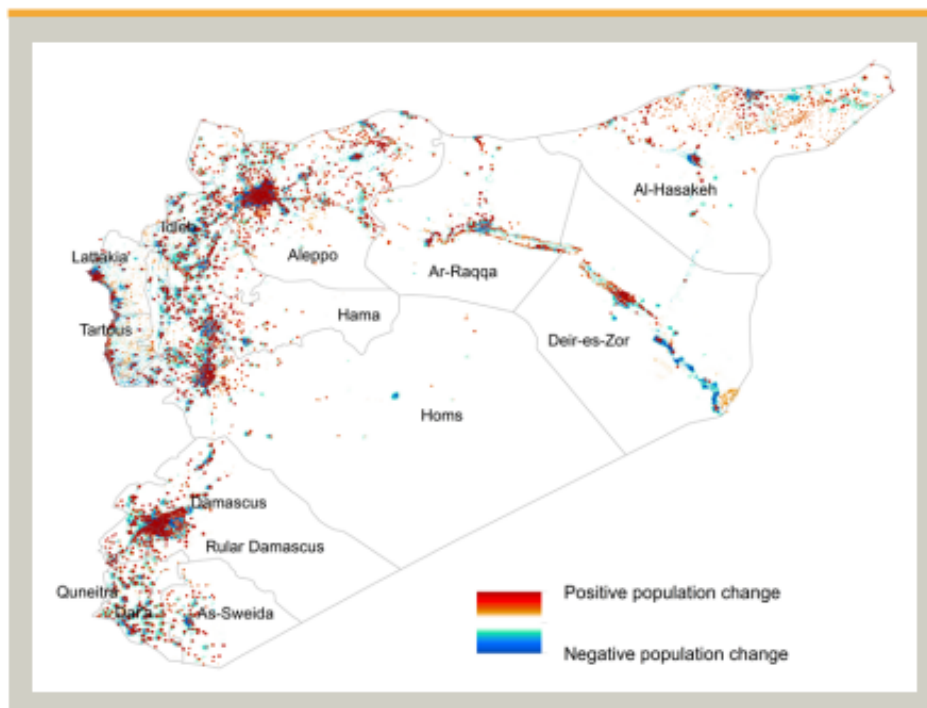 Al-Hasakeh
Idleb
Aleppo
Lattakia
Ar-Raqqa
Hama
Tartous
Deir-es-Zor
Homs
Damascus
Rular Damascus
Quneitra
Dar'a
As-Sweida
Positive population change
Negative population change